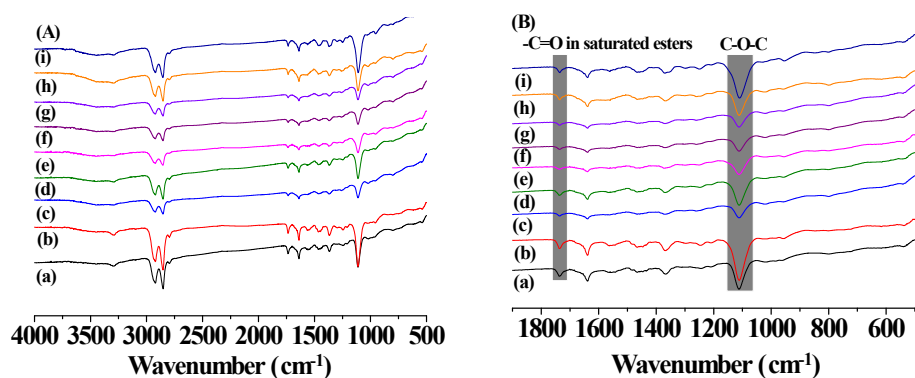 (A)
(i)
(h)
(g)
(f)
(e)
(d)
(c)
(b)
(a)
4000 3500 3000 2500 2000 1500 1000 500
Wavenumber (cm-1)
(B)
-C=O in saturated esters C-O-C
(i)
(h)
(g)
(f)
(e)
(d)
(c)
(b)
(a)
1800 1600 1400 1200 1000 800 600
Wavenumber (cm-1)